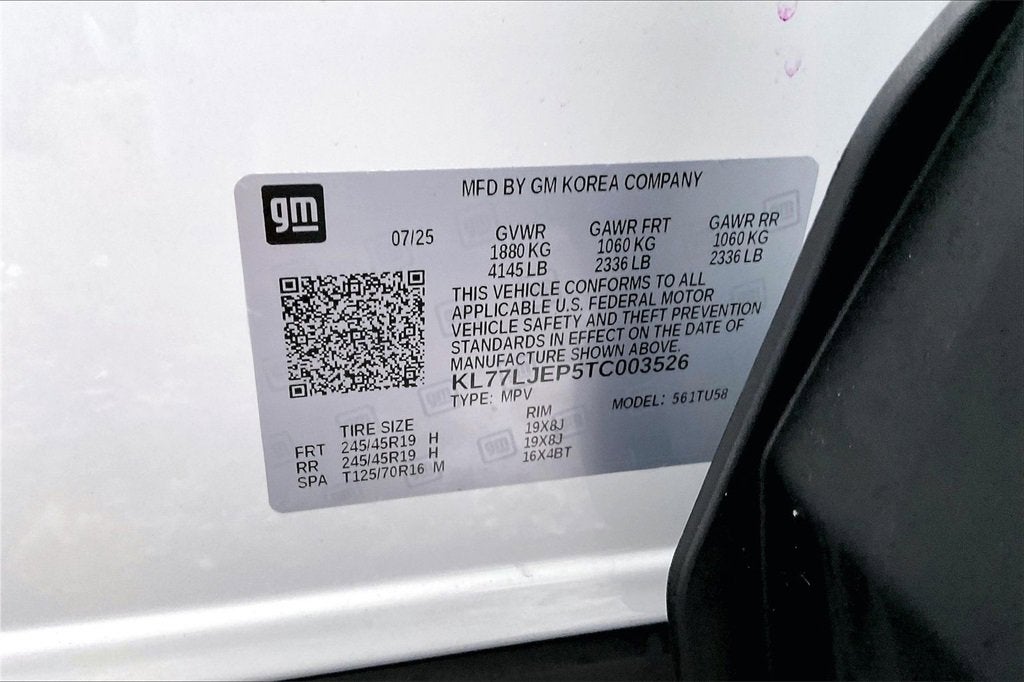 gm
MFD BY GM KOREA COMPANY
07/25
GVWR GAWR FRT GAWR RR
1880 KG 1060 KG 1060 KG
4145 LB 2336 LB 2336 LB
THIS VEHICLE CONFORMS TO ALL
APPLICABLE U.S. FEDERAL MOTOR
VEHICLE SAFETY AND THEFT PREVENTION
STANDARDS IN EFFECT ON THE DATE OF
MANUFACTURE SHOWN ABOVE.
KL77LJEP5TC003526
TYPE: MPV MODEL: 561TU58
TIRE SIZE RIM
FRT 245/45R19 H 19X8J
RR 245/45R19 H 19X8J
SPA T125/70R16 M 16X4BT